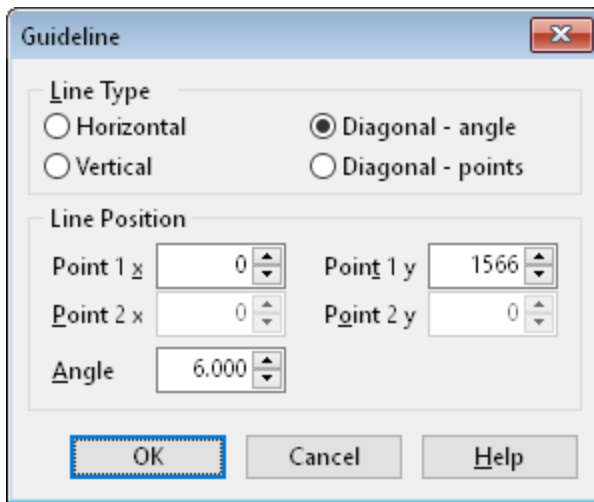 Guideline
Line Type
Horizontal Diagonal - angle
Vertical Diagonal - points
Line Position
Point 1 x 0 Point 1 y 1566
Point 2 x 0 Point 2 y 0
Angle 6.000
OK Cancel Help